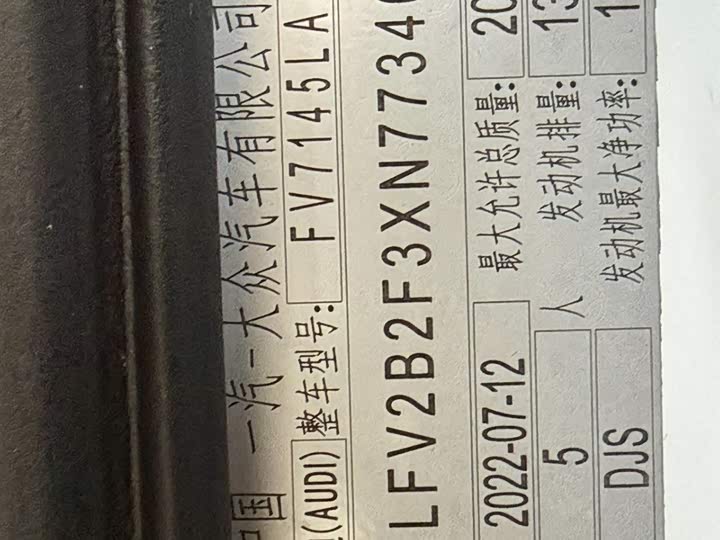 中国 一汽-大众汽车有限公司
(AUDI) 整车型号: FV7145LA
LFV2B2F3XN7734
2022-07-12 最大允许总质量: 20
5 人 发动机排量: 13
DJS 发动机最大净功率: 1